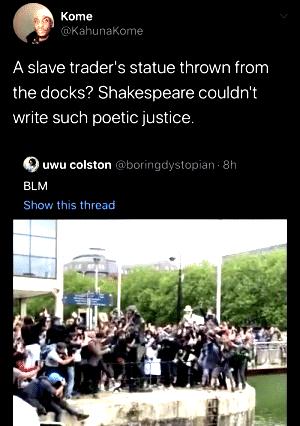 Kome
@KahunaKome
A slave trader's statue thrown from
the docks? Shakespeare couldn't
write such poetic justice.
uwu colston @boringdystopian · 8h
BLM
Show this thread